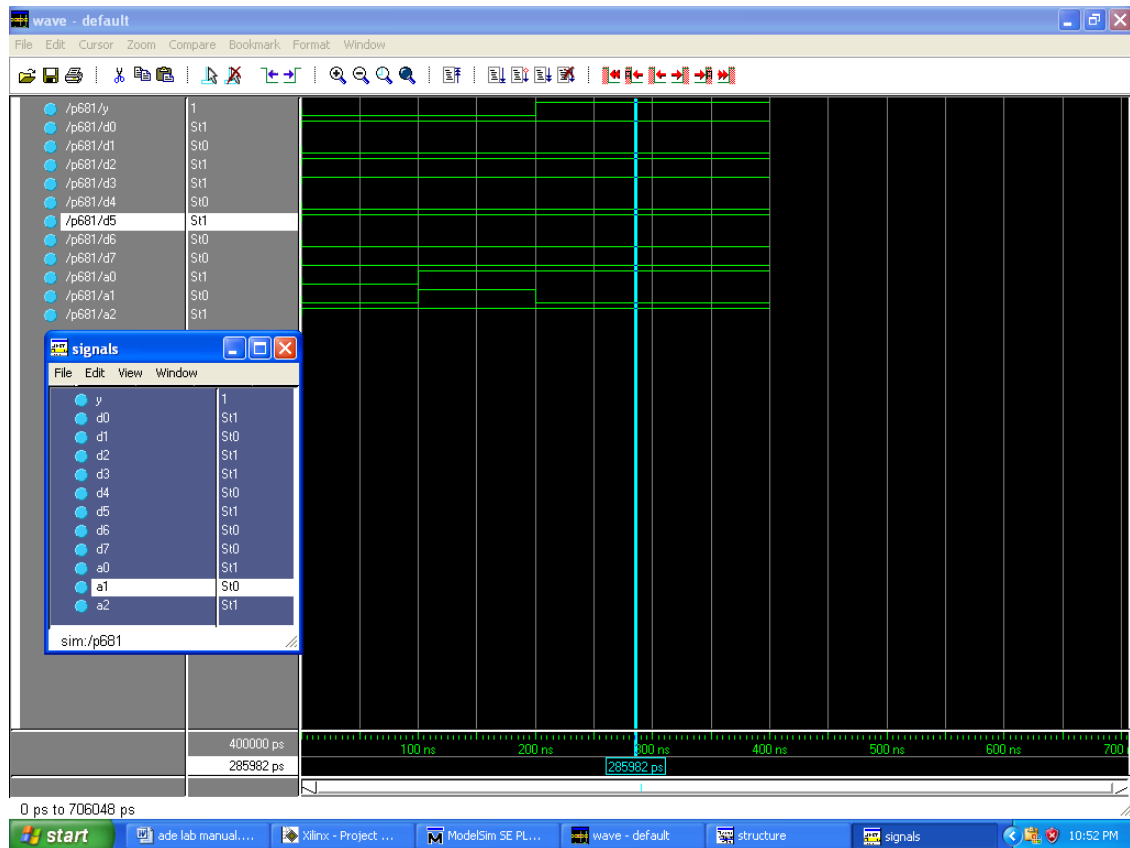 wave - default
File Edit Cursor Zoom Compare Bookmark Format Window
/p681/y 1
/p681/d0 St1
/p681/d1 St0
/p681/d2 St1
/p681/d3 St1
/p681/d4 St0
/p681/d5 St1
/p681/d6 St0
/p681/d7 St0
/p681/a0 St1
/p681/a1 St0
/p681/a2 St1
signals
File Edit View Window
y 1
d0 St1
d1 St0
d2 St1
d3 St1
d4 St0
d5 St1
d6 St0
d7 St0
a0 St1
a1 St0
a2 St1
sim:/p681
400000 ps
100 ns 200 ns 300 ns 400 ns 500 ns 600 ns 700
285982 ps 285982 ps
0 ps to 706048 ps
start ade lab manual.... Xilinx - Project ... ModelSim SE PL... wave - default structure signals 10:52 PM